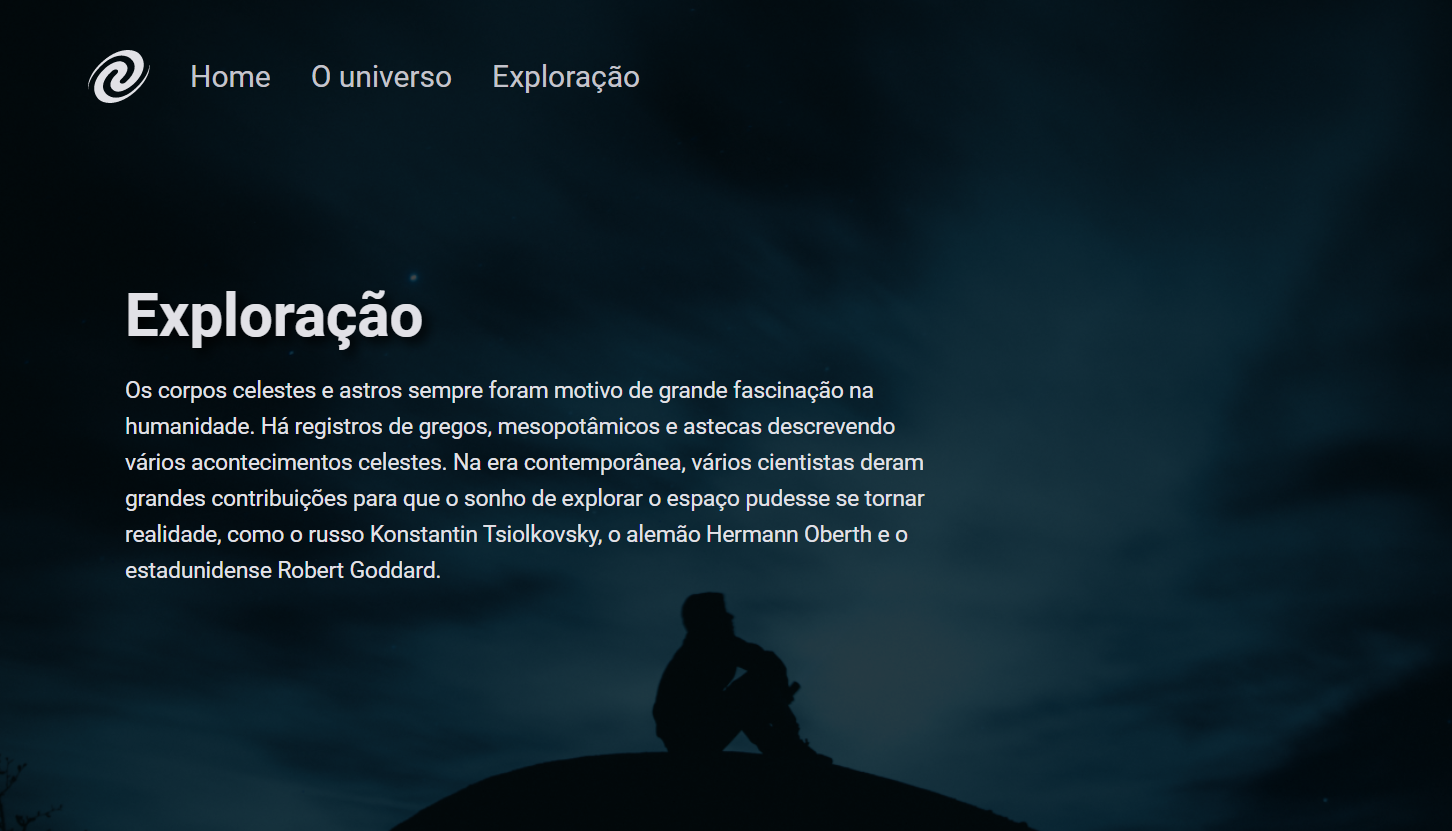 Home O universo Exploração
Exploração
Os corpos celestes e astros sempre foram motivo de grande fascinação na
humanidade. Há registros de gregos, mesopotâmicos e astecas descrevendo
vários acontecimentos celestes. Na era contemporânea, vários cientistas deram
grandes contribuições para que o sonho de explorar o espaço pudesse se tornar
realidade, como o russo Konstantin Tsiolkovsky, o alemão Hermann Oberth e o
estadunidense Robert Goddard.